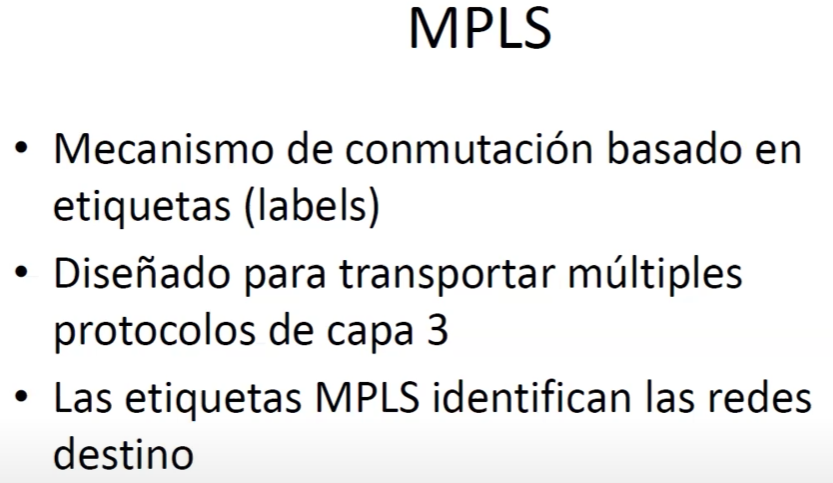 MPLS
• Mecanismo de conmutación basado en
etiquetas (labels)
• Diseñado para transportar múltiples
protocolos de capa 3
• Las etiquetas MPLS identifican las redes
destino